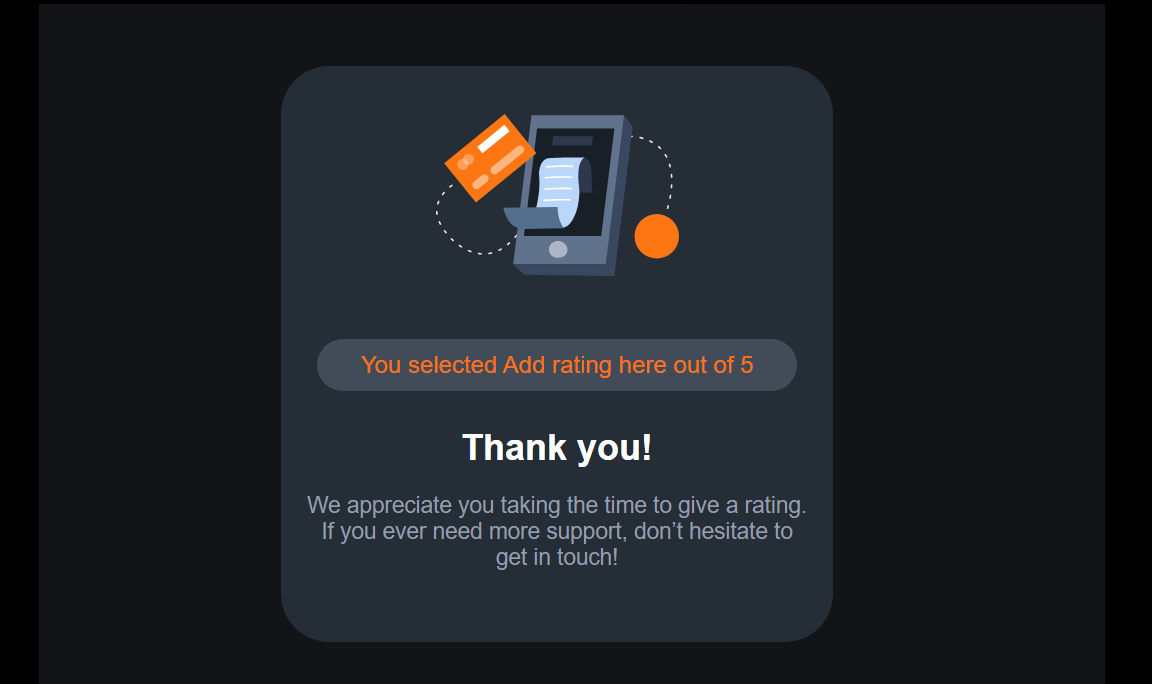 You selected Add rating here out of 5
Thank you!
We appreciate you taking the time to give a rating.
If you ever need more support, don’t hesitate to
get in touch!